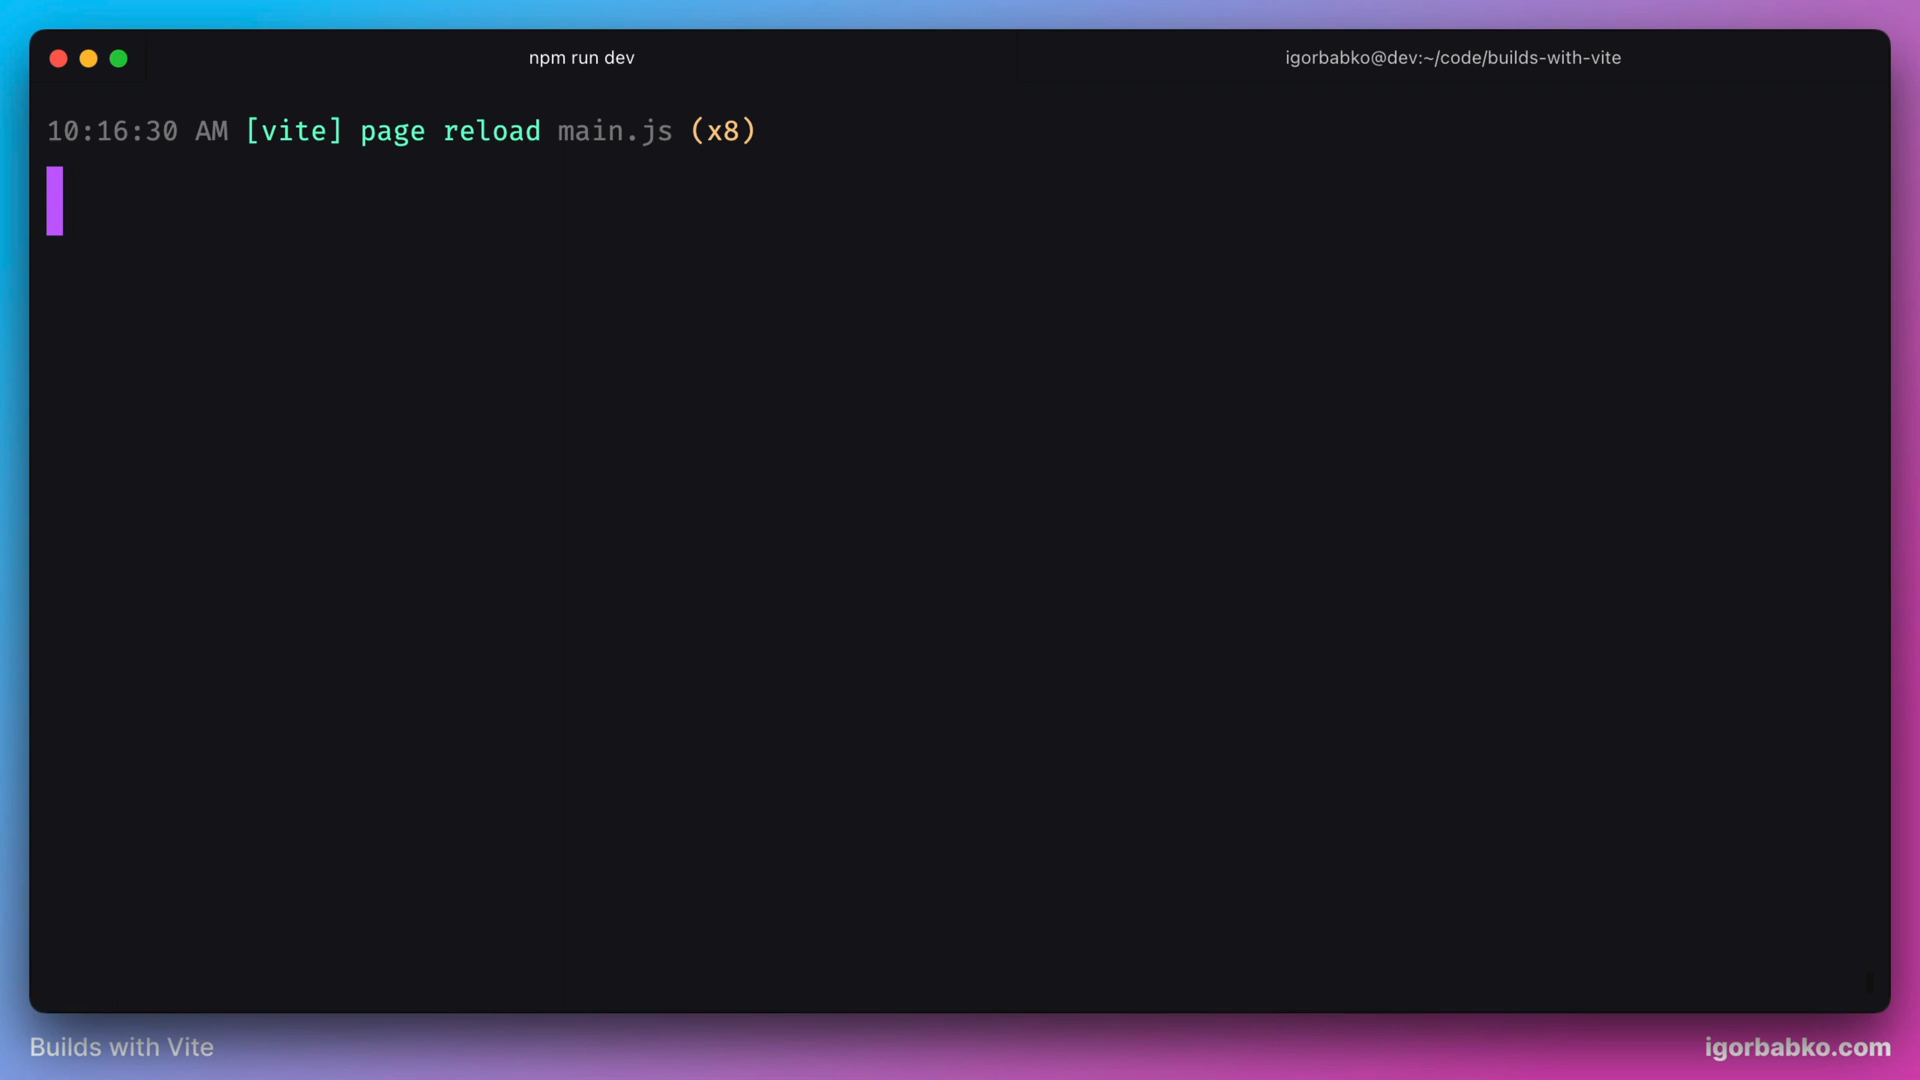 npm run dev
igorbabko@dev:~/code/builds-with-vite
10:16:30 AM [vite] page reload main.js (x8)
Builds with Vite
igorbabko.com